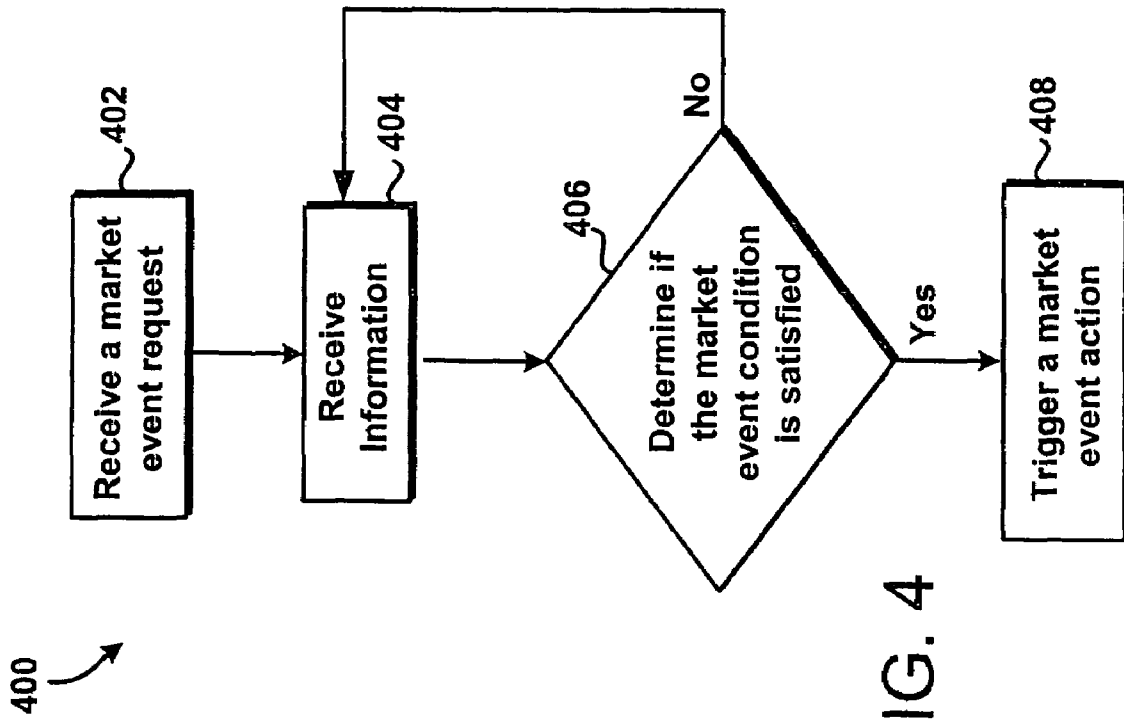 400
Receive a market
event request
402
Receive
Information
404
Determine if
the market
event condition
is satisfied
406
No
Yes
Trigger a market
event action
408
IG. 4